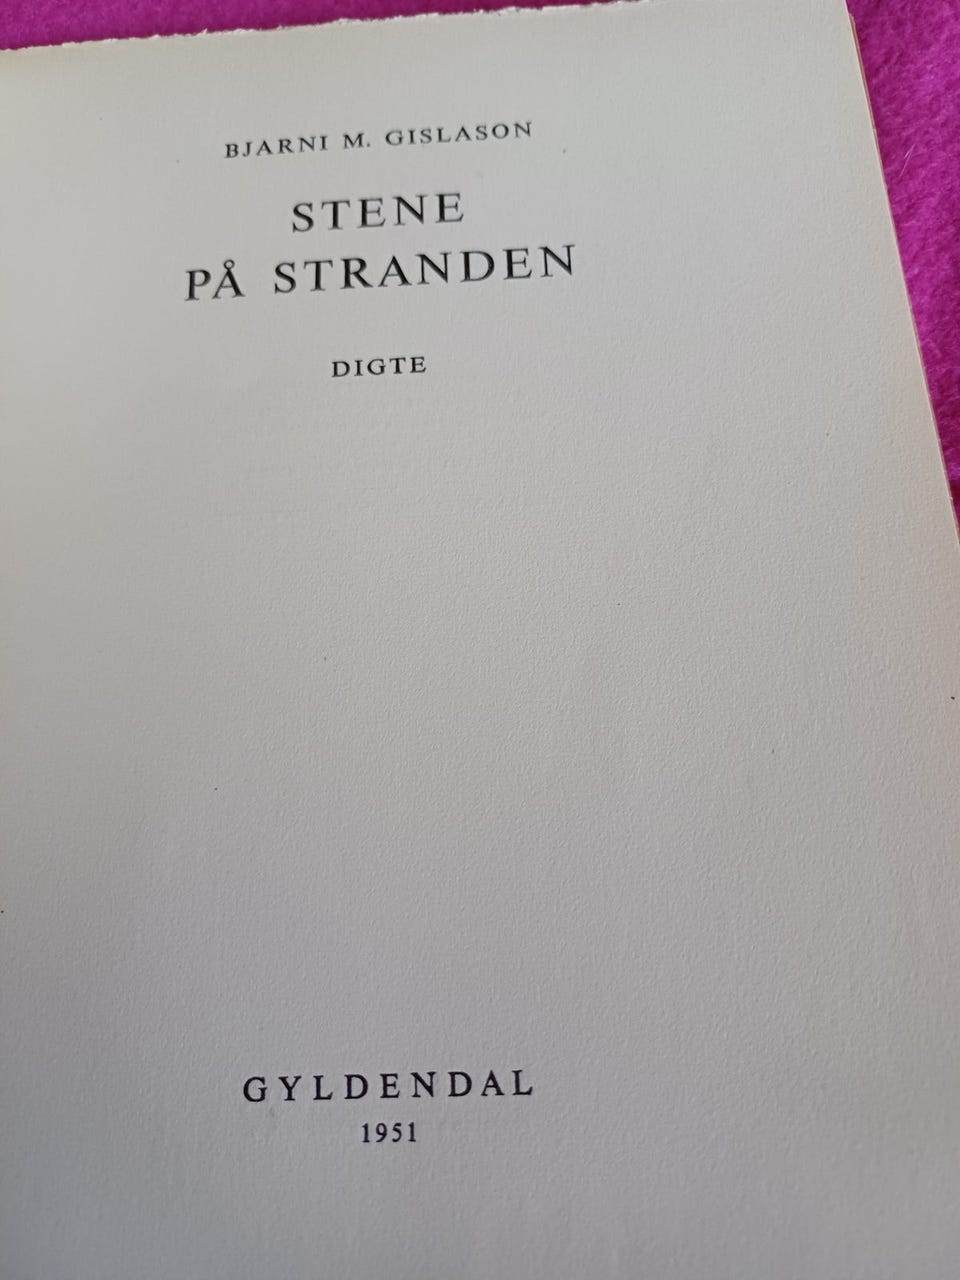 BJARNI M. GISLASON
STENE
PÅ STRANDEN
DIGTE
GYLDENDAL
1951